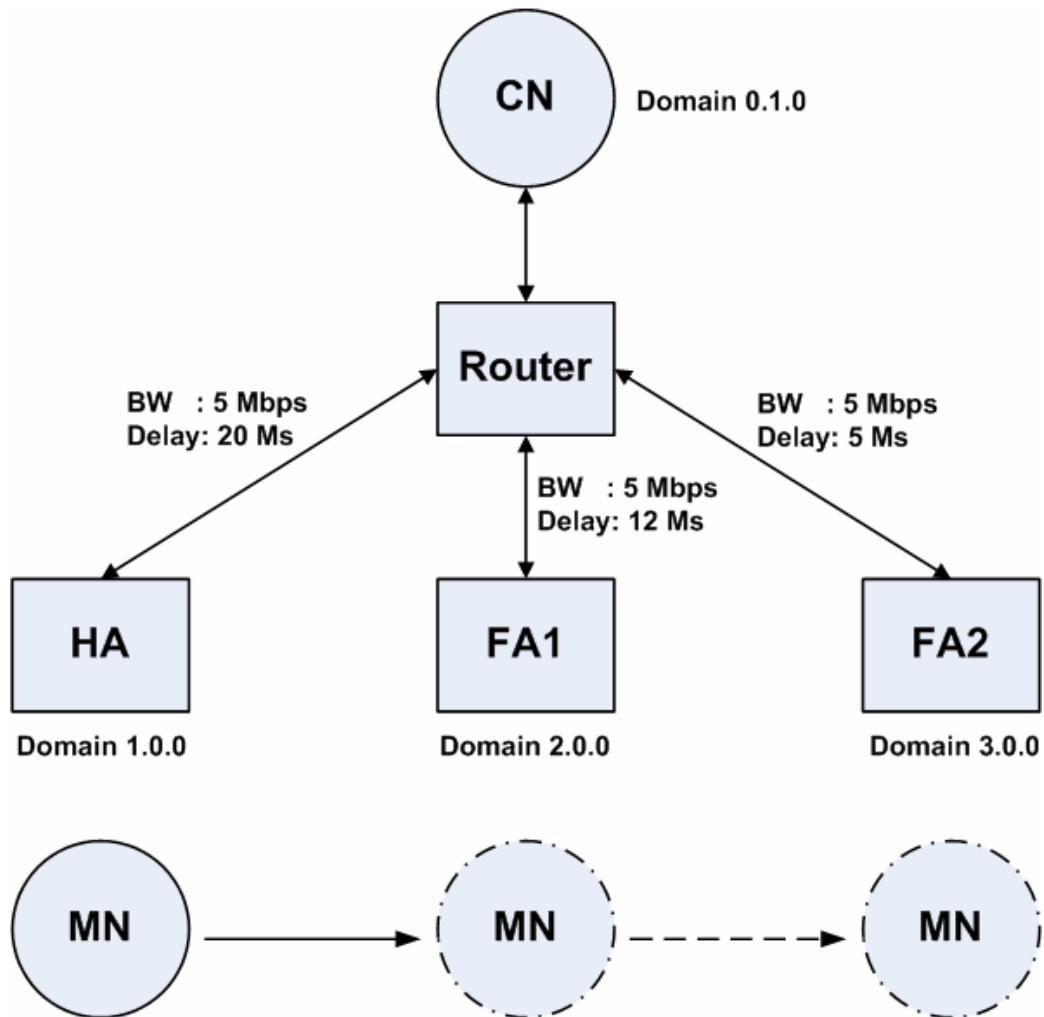 CN
Domain 0.1.0
Router
BW : 5 Mbps
Delay: 20 Ms
BW : 5 Mbps
Delay: 5 Ms
BW : 5 Mbps
Delay: 12 Ms
HA
FA1
FA2
Domain 1.0.0
Domain 2.0.0
Domain 3.0.0
MN
MN
MN